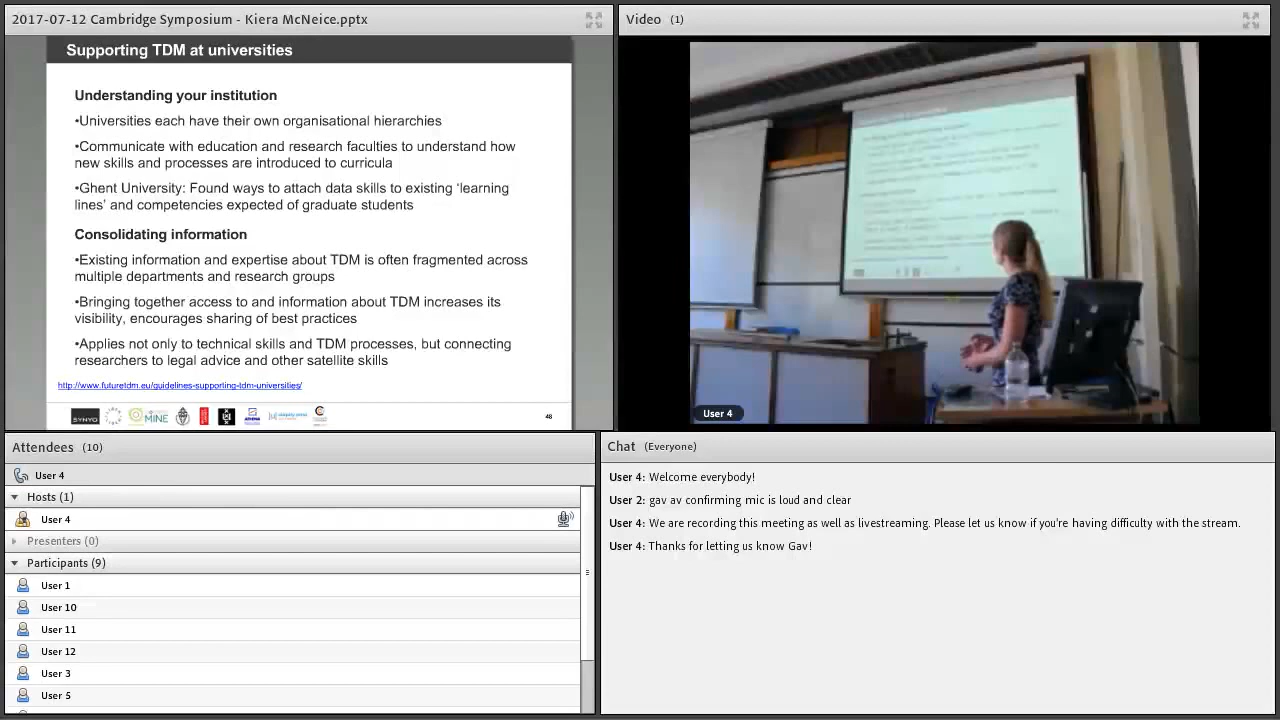 2017-07-12 Cambridge Symposium - Kiera McNeice.pptx
Supporting TDM at universities
Understanding your institution
•Universities each have their own organisational hierarchies
•Communicate with education and research faculties to understand how
new skills and processes are introduced to curricula
•Ghent University: Found ways to attach data skills to existing ‘learning
lines’ and competencies expected of graduate students
Consolidating information
•Existing information and expertise about TDM is often fragmented across
multiple departments and research groups
•Bringing together access to and information about TDM increases its
visibility, encourages sharing of best practices
•Applies not only to technical skills and TDM processes, but connecting
researchers to legal advice and other satellite skills
http://www.futuretdm.eu/guidelines-supporting-tdm-universities/
SYNYO
MINE
48
Video (1)
User 4
Attendees (10)
User 4
Hosts (1)
User 4
Presenters (0)
Participants (9)
User 1
User 10
User 11
User 12
User 3
User 5
Chat (Everyone)
User 4: Welcome everybody!
User 2: gav av confirming mic is loud and clear
User 4: We are recording this meeting as well as livestreaming. Please let us know if you're having difficulty with the stream.
User 4: Thanks for letting us know Gav!